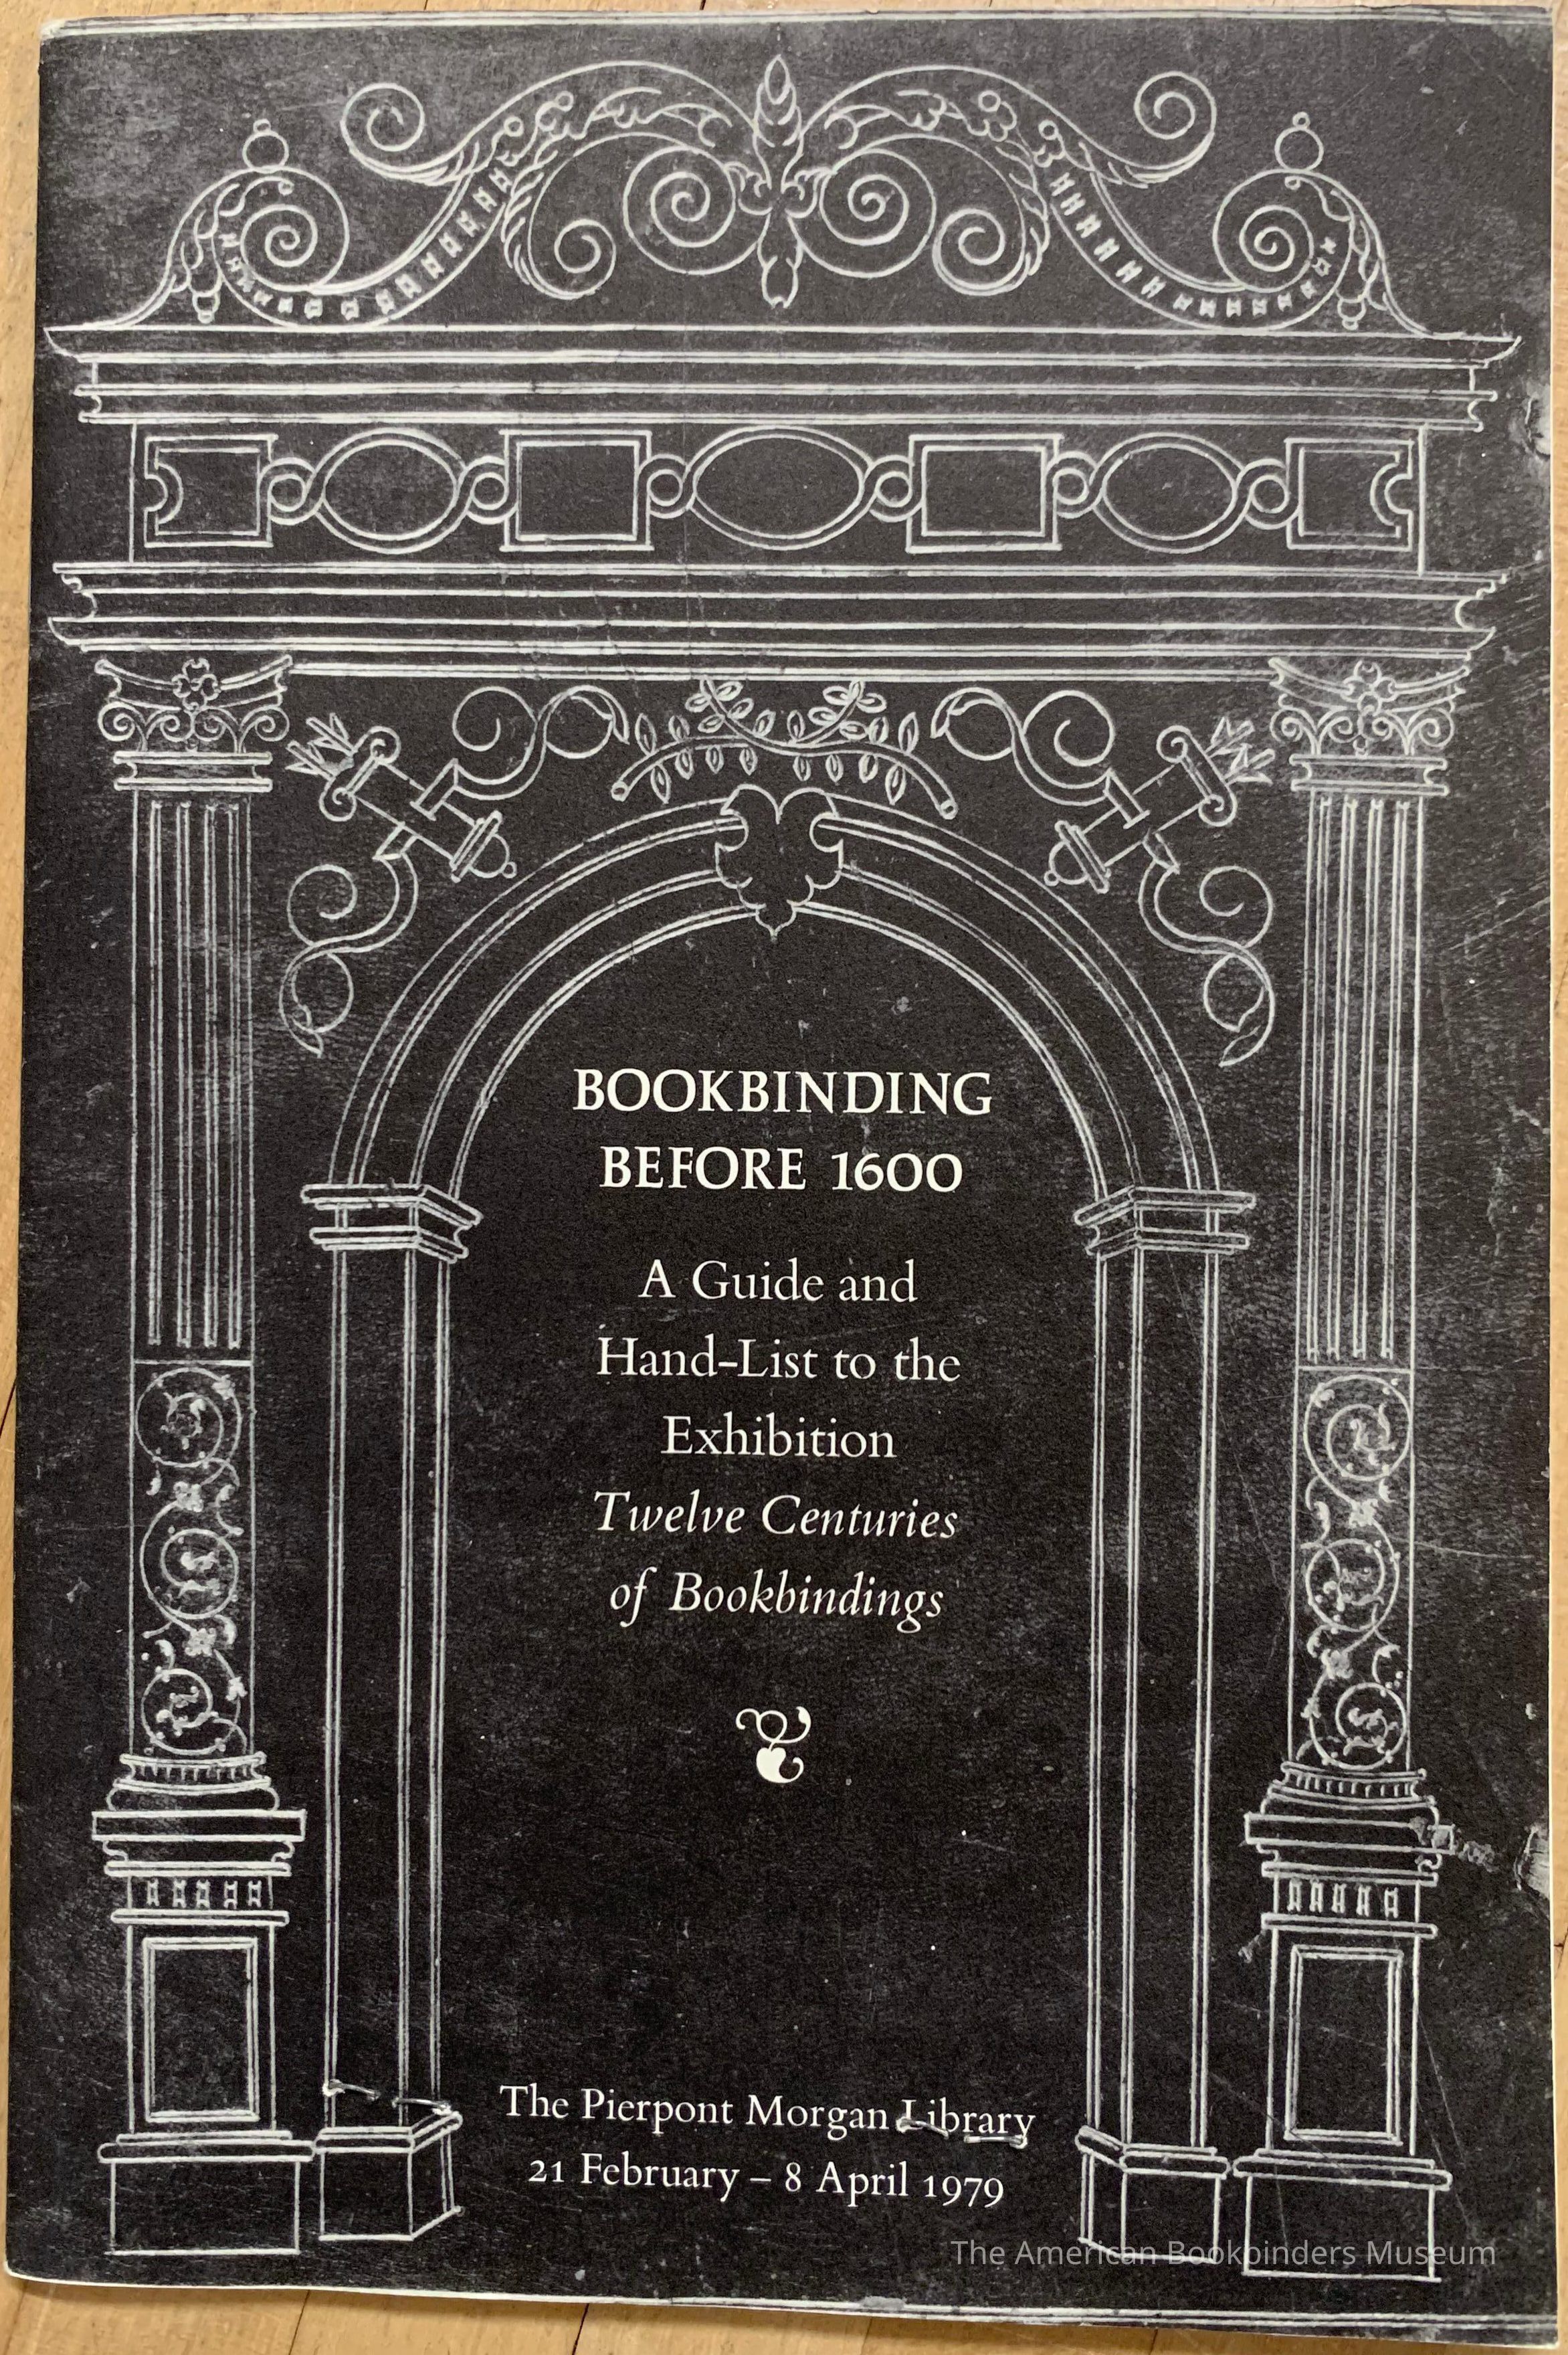 BOOKBINDING
BEFORE 1600
A Guide and
Hand-List to the
Exhibition
Twelve Centuries
of Bookbindings
The Pierpont Morgan Library
21 February – 8 April 1979
The American Bookbinders Museum